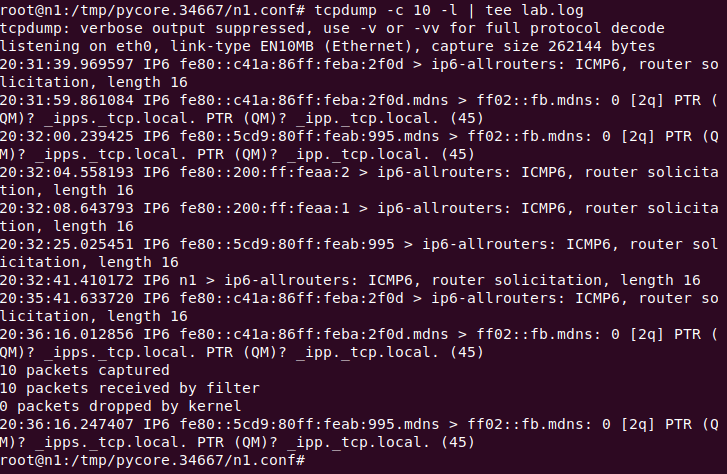 root@n1:/tmp/pycore.34667/n1.conf# tcpdump -c 10 -l | tee lab.log
tcpdump: verbose output suppressed, use -v or -vv for full protocol decode
listening on eth0, link-type EN10MB (Ethernet), capture size 262144 bytes
20:31:39.969597 IP6 fe80::c41a:86ff:feba:2f0d > ip6-allrouters: ICMP6, router so
licitation, length 16
20:31:59.861084 IP6 fe80::c41a:86ff:feba:2f0d.mdns > ff02::fb.mdns: 0 [2q] PTR (
QM)? _ipps._tcp.local. PTR (QM)? _ipp._tcp.local. (45)
20:32:00.239425 IP6 fe80::5cd9:80ff:feab:995.mdns > ff02::fb.mdns: 0 [2q] PTR (Q
M)? _ipps._tcp.local. PTR (QM)? _ipp._tcp.local. (45)
20:32:04.558193 IP6 fe80::200:ff:feaa:2 > ip6-allrouters: ICMP6, router solicita
tion, length 16
20:32:08.643793 IP6 fe80::200:ff:feaa:1 > ip6-allrouters: ICMP6, router solicita
tion, length 16
20:32:25.025451 IP6 fe80::5cd9:80ff:feab:995 > ip6-allrouters: ICMP6, router sol
icitation, length 16
20:32:41.410172 IP6 n1 > ip6-allrouters: ICMP6, router solicitation, length 16
20:35:41.633720 IP6 fe80::c41a:86ff:feba:2f0d > ip6-allrouters: ICMP6, router so
licitation, length 16
20:36:16.012856 IP6 fe80::c41a:86ff:feba:2f0d.mdns > ff02::fb.mdns: 0 [2q] PTR (
QM)? _ipps._tcp.local. PTR (QM)? _ipp._tcp.local. (45)
10 packets captured
10 packets received by filter
0 packets dropped by kernel
20:36:16.247407 IP6 fe80::5cd9:80ff:feab:995.mdns > ff02::fb.mdns: 0 [2q] PTR (Q
M)? _ipps._tcp.local. PTR (QM)? _ipp._tcp.local. (45)
root@n1:/tmp/pycore.34667/n1.conf#